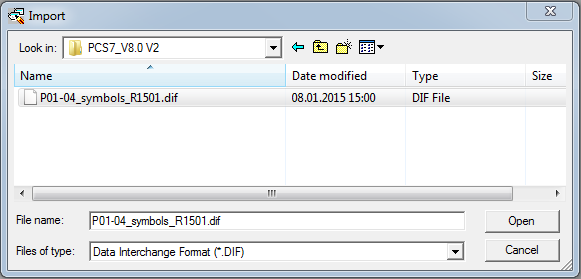 Import
Look in: PCS7_V8.0 V2
Name Date modified Type Size
P01-04_symbols_R1501.dif 08.01.2015 15:00 DIF File
File name: P01-04_symbols_R1501.dif Open
Files of type: Data Interchange Format (*.DIF) Cancel